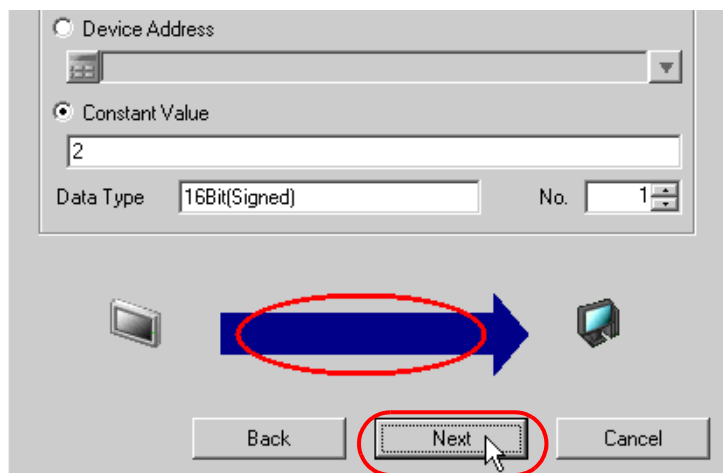 Device Address
Constant Value
2
Data Type 16Bit(Signed) No. 1
Back Next Cancel